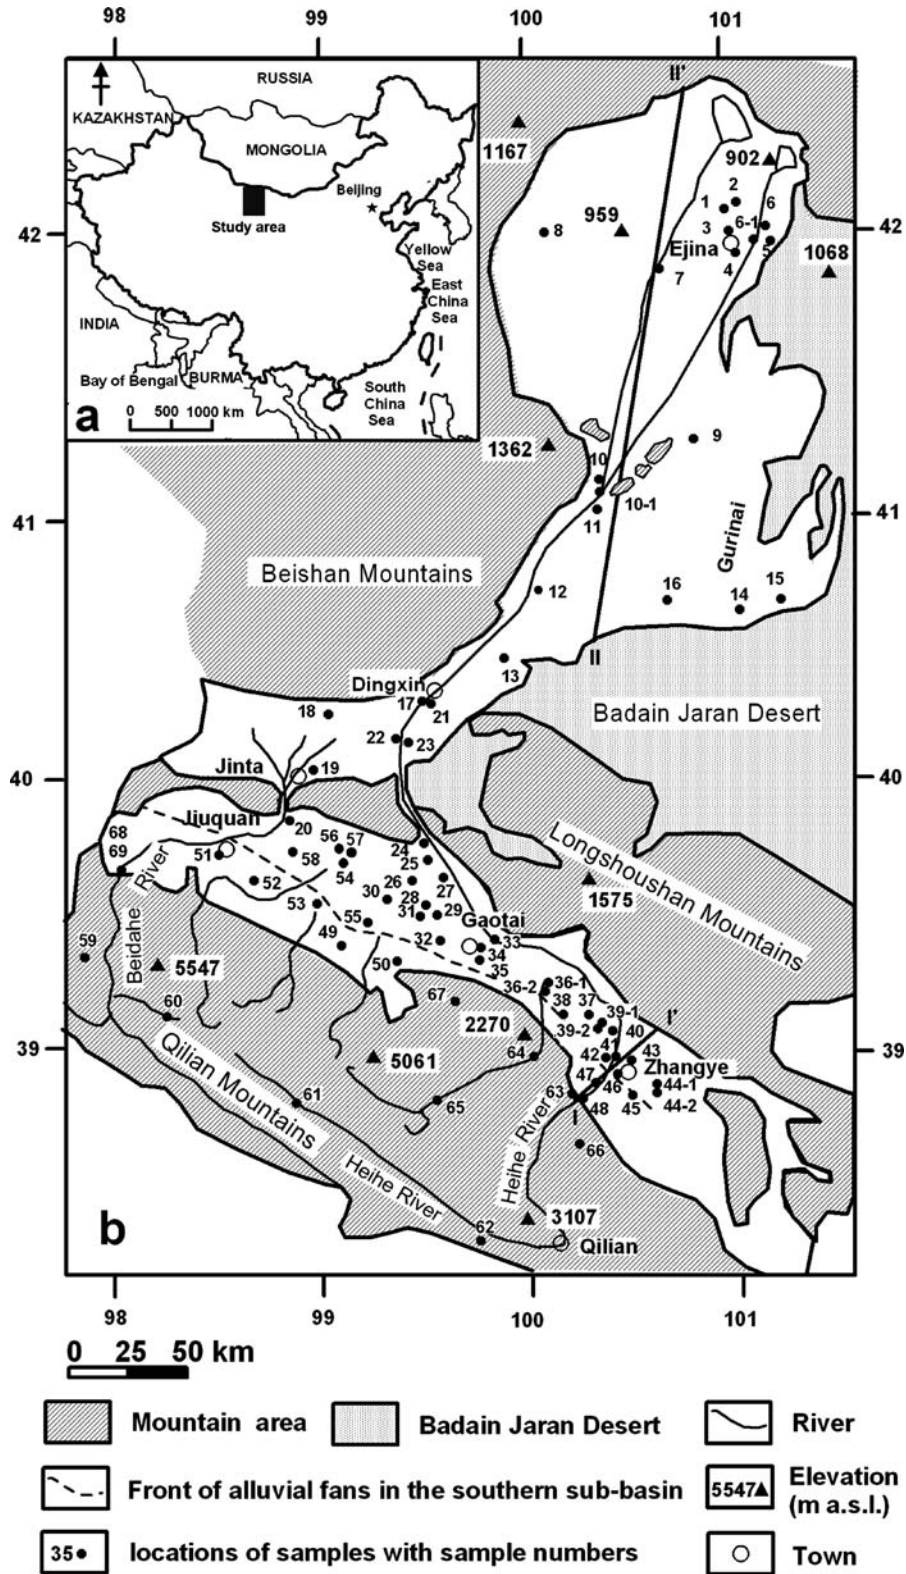 98
99
100
101
RUSSIA
KAZAKHSTAN
MONGOLIA
Beijing
Study area
Yellow
Sea
East
China
Sea
INDIA
Bay of Bengal
BURMA
South
China
Sea
a
0 500 1000 km
II'
1167
902
2
1
6
3
6-1
959
8
Ejina
4
5
1068
7
42
42
1362
9
10
10-1
11
41
41
Gurinai
Beishan Mountains
12
16
14
15
II
13
Dingxin
17
21
Badain Jaran Desert
18
22
23
Jinta
19
40
40
Jiuquan
68
69
20
56
57
24
51
58
54
25
River
52
30
26
27
53
28
31
29
55
Gaotai
Longshoushan Mountains
1575
Beidahe
59
49
32
33
34
5547
50
35
36-2
36-1
67
38
37
39-1
60
2270
39-2
40
I'
39
39
5061
64
41
42
43
Zhangye
Qilian Mountains
61
47
46
44-1
63
65
48
45
44-2
I
66
Heihe River
Heihe River
3107
62
Qilian
b
98
99
100
101
0 25 50 km
Mountain area
Badain Jaran Desert
River
Front of alluvial fans in the southern sub-basin
5547
Elevation
(m a.s.l.)
35
locations of samples with sample numbers
Town